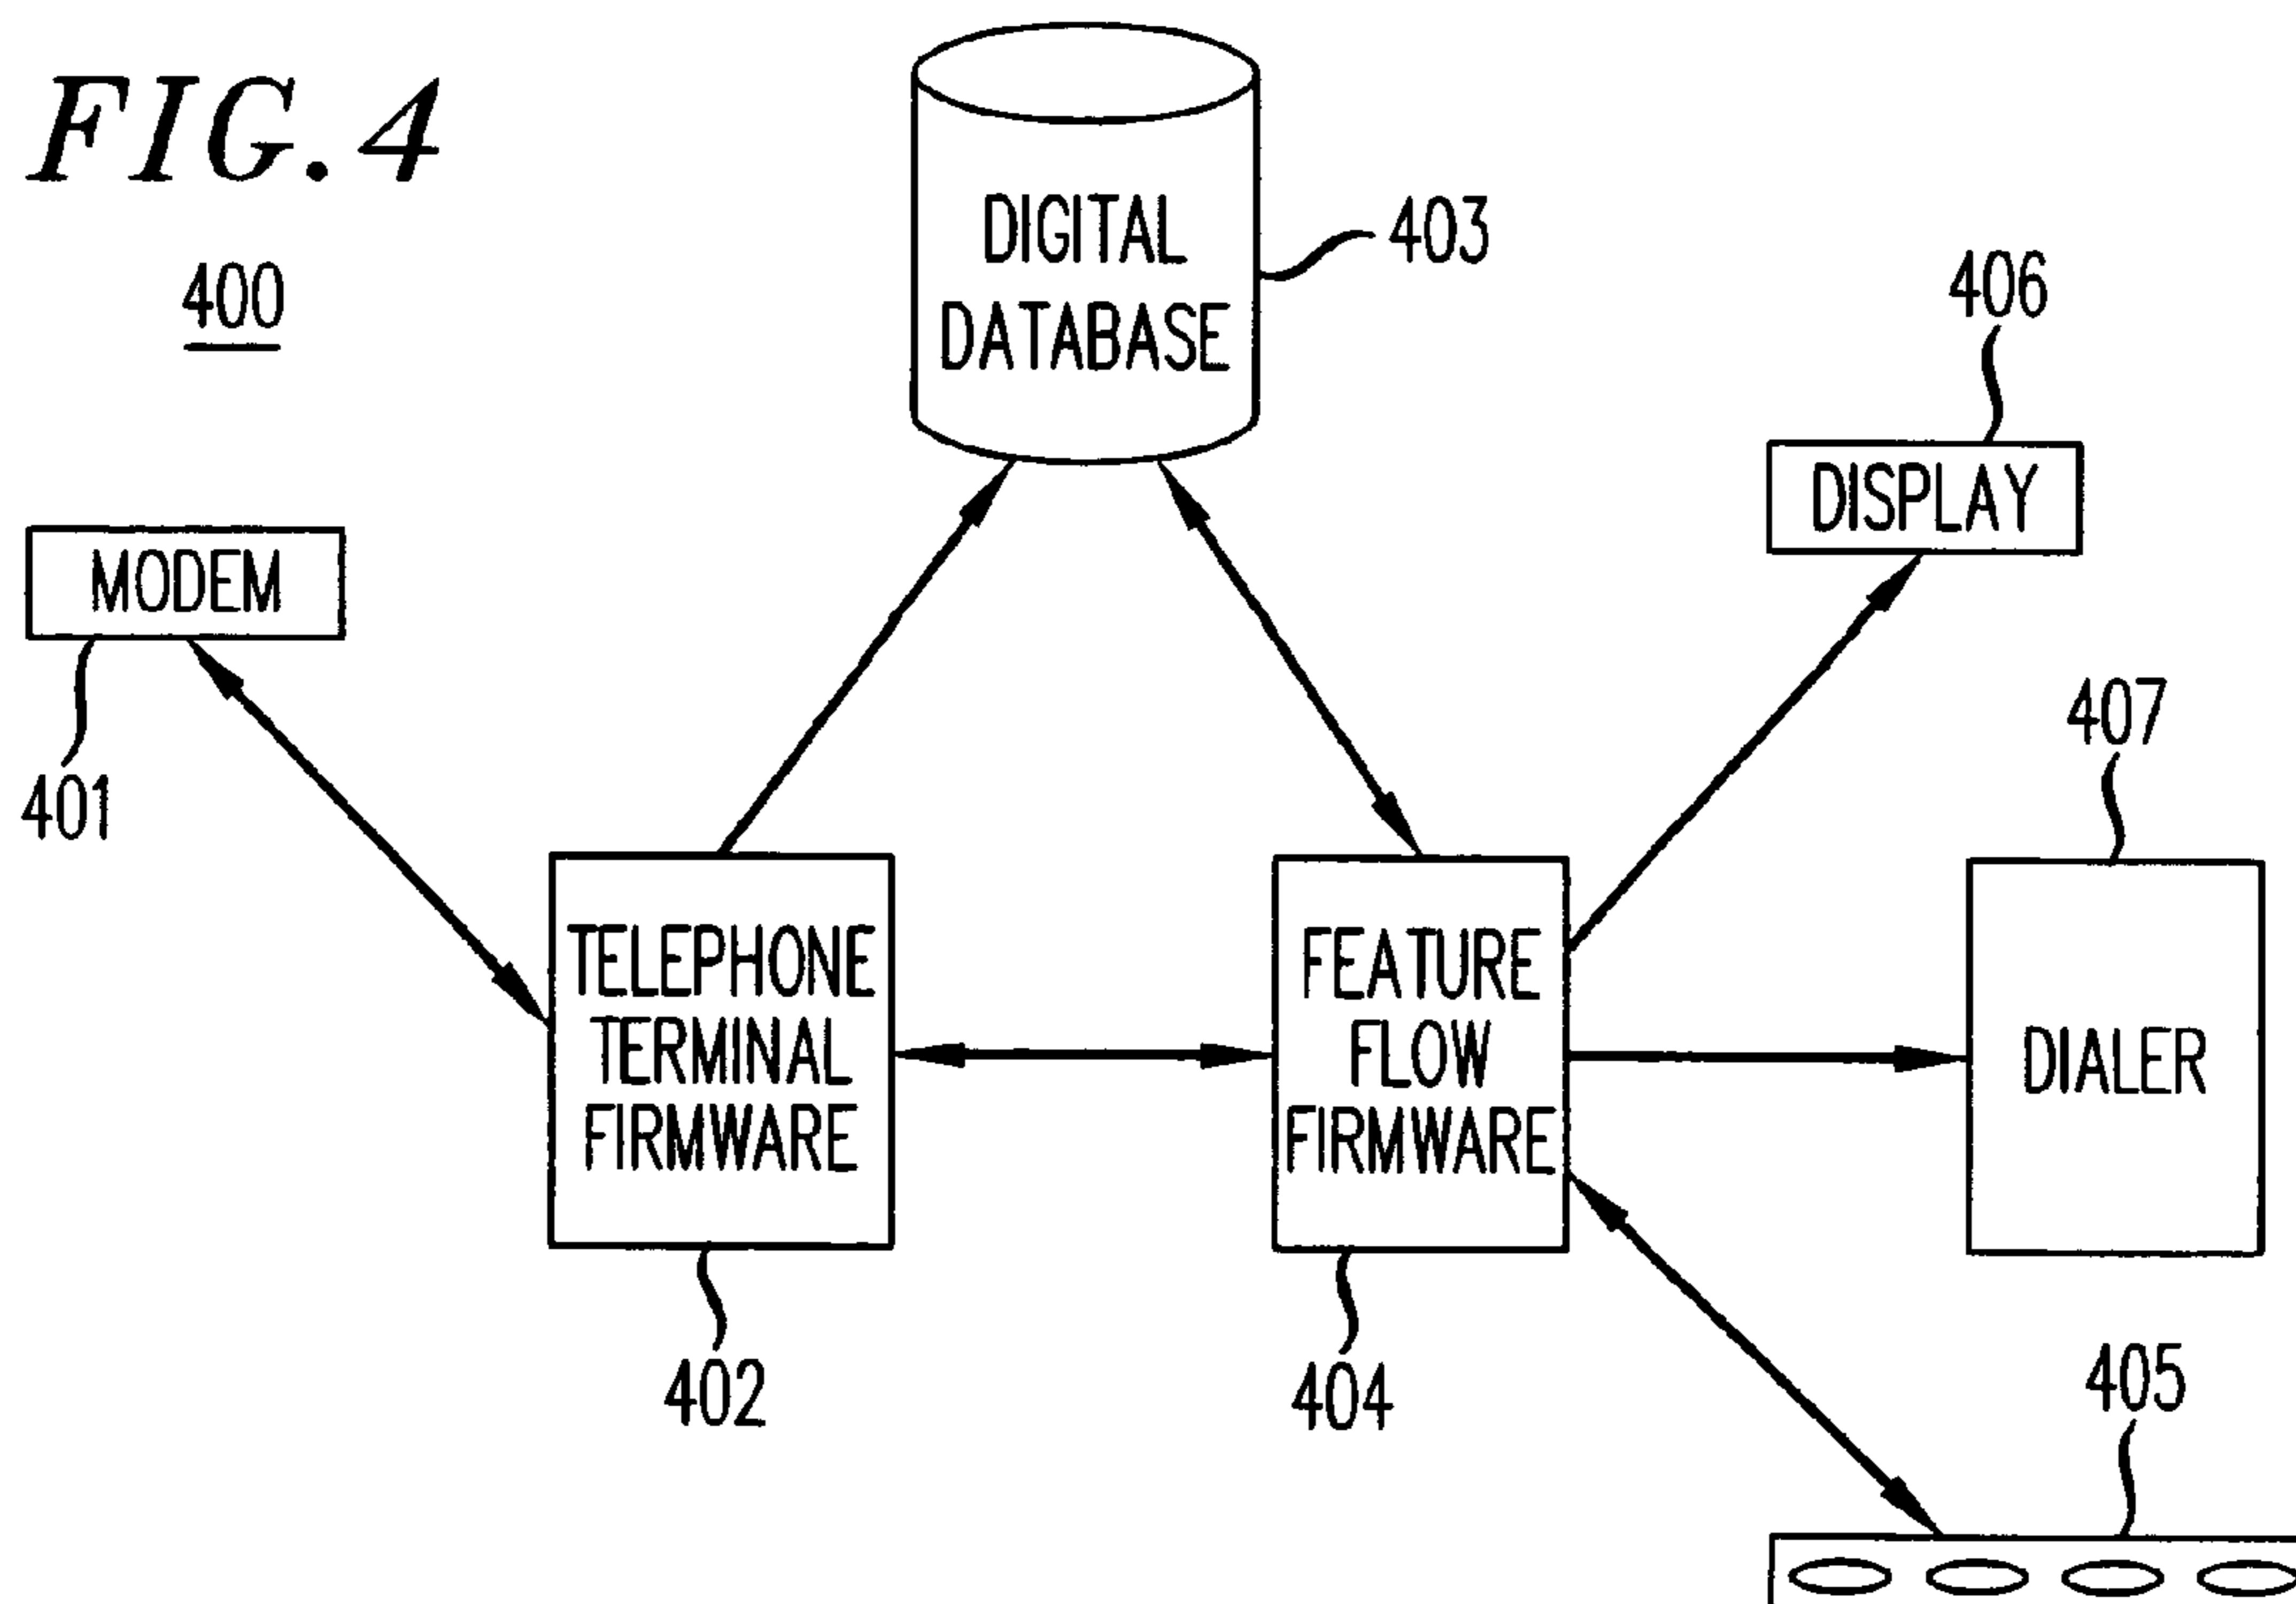 FIG. 4
400
DIGITAL
DATABASE
403
406
DISPLAY
MODEM
401
407
TELEPHONE
TERMINAL
FIRMWARE
402
FEATURE
FLOW
FIRMWARE
404
DIALER
405